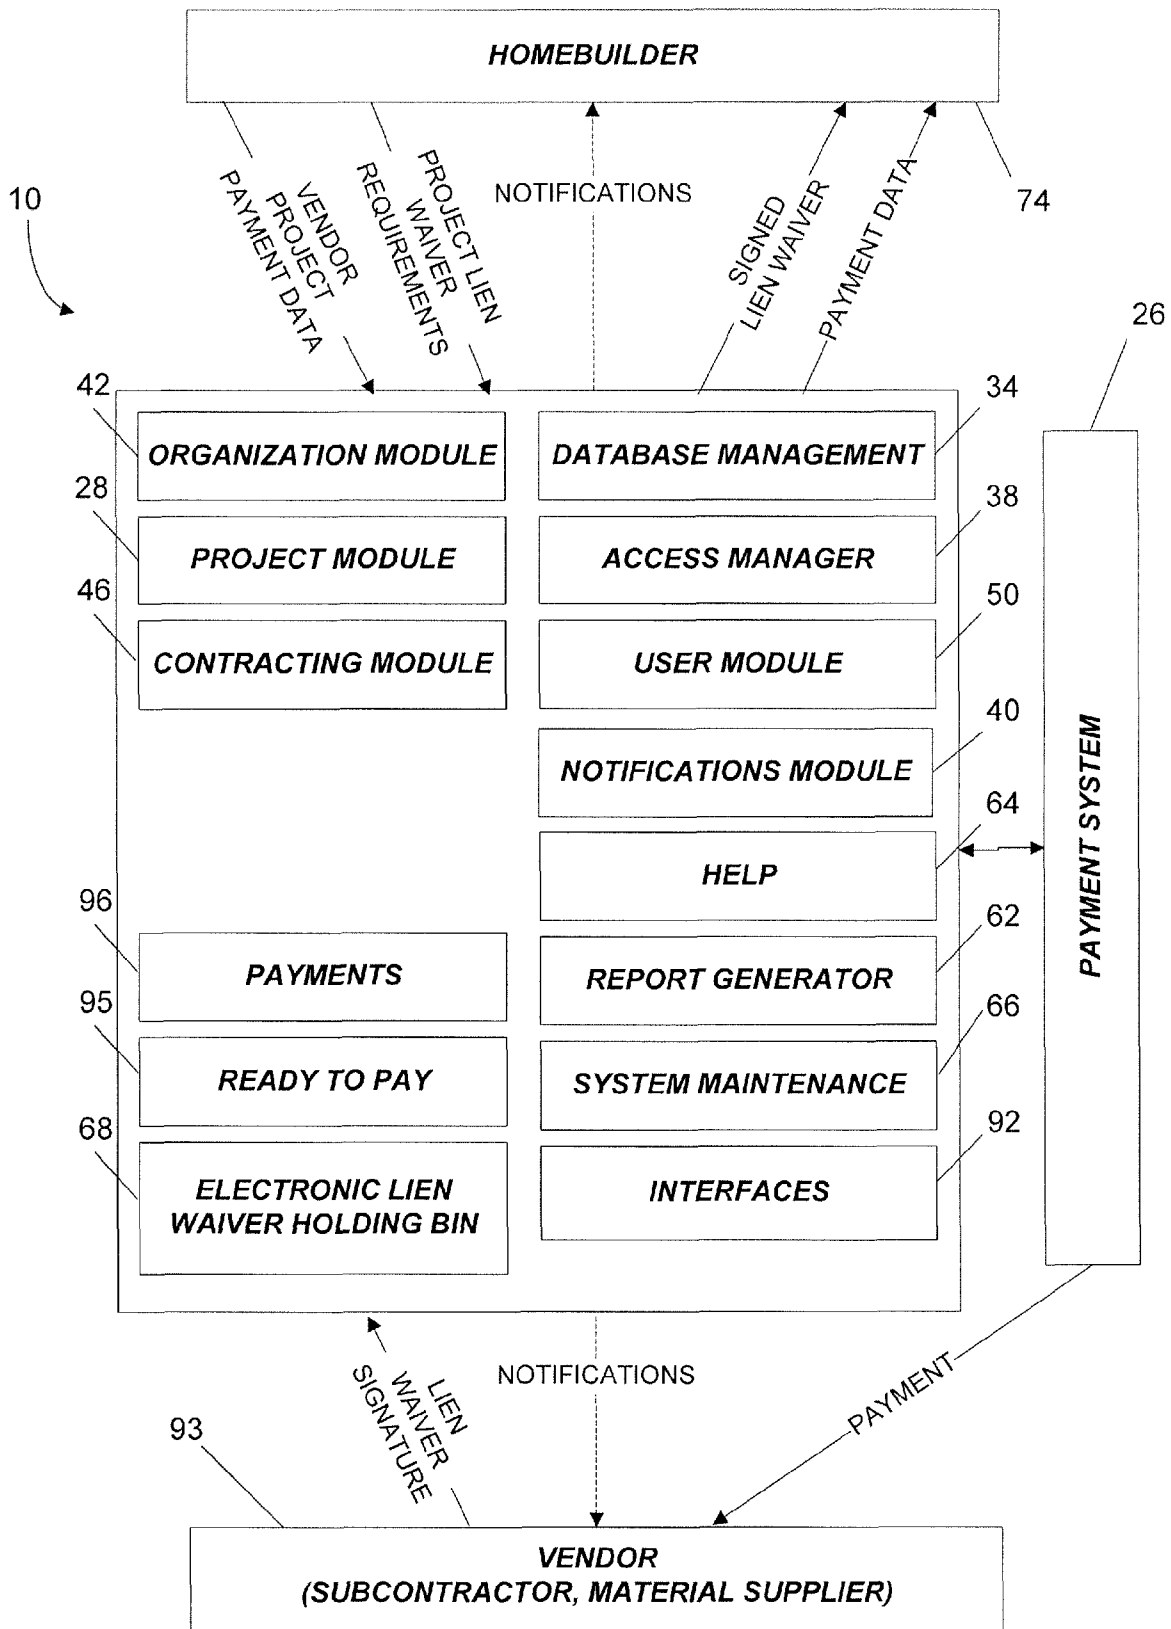 HOMEBUILDER
10
VENDOR
PROJECT
PAYMENT DATA
PROJECT LIEN
WAIVER
REQUIREMENTS
NOTIFICATIONS
SIGNED
LIEN WAIVER
PAYMENT DATA
74
26
42
ORGANIZATION MODULE
DATABASE MANAGEMENT
34
28
PROJECT MODULE
ACCESS MANAGER
38
46
CONTRACTING MODULE
USER MODULE
50
NOTIFICATIONS MODULE
40
HELP
64
PAYMENT SYSTEM
96
PAYMENTS
REPORT GENERATOR
62
95
READY TO PAY
SYSTEM MAINTENANCE
66
68
ELECTRONIC LIEN
WAIVER HOLDING BIN
INTERFACES
92
LIEN
WAIVER
SIGNATURE
NOTIFICATIONS
PAYMENT
93
VENDOR
(SUBCONTRACTOR, MATERIAL SUPPLIER)